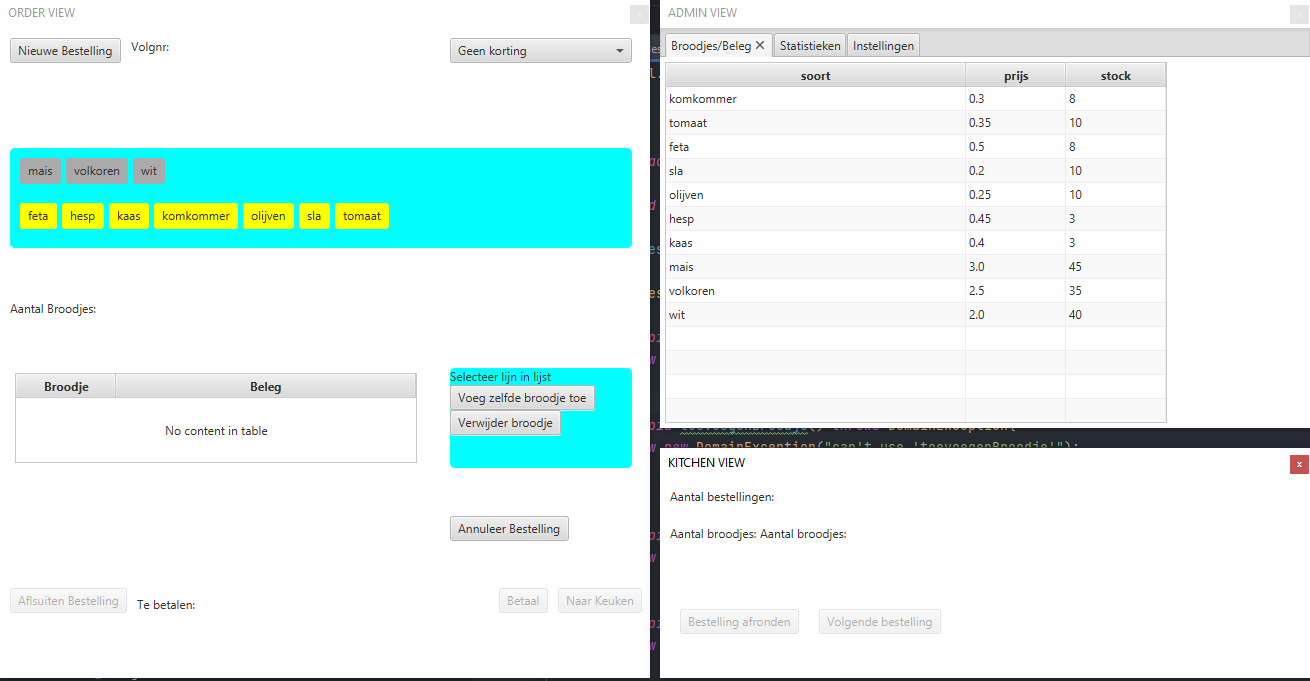 ORDER VIEW
Nieuwe Bestelling
Volgnr:
Geen korting
mais
volkoren
wit
feta
hesp
kaas
komkommer
olijven
sla
tomaat
Aantal Broodjes:
Broodje Beleg
No content in table
Selecteer lijn in lijst
Voeg zelfde broodje toe
Verwijder broodje
Annuleer Bestelling
Aflsuiten Bestelling
Te betalen:
Betaal
Naar Keuken
ADMIN VIEW
x
Broodjes/Beleg ✕ Statistieken Instellingen
soort prijs stock
komkommer 0.3 8
tomaat 0.35 10
feta 0.5 8
sla 0.2 10
olijven 0.25 10
hesp 0.45 3
kaas 0.4 3
mais 3.0 45
volkoren 2.5 35
wit 2.0 40
new DomainException("can't use 'toevoegenBroodje'");
KITCHEN VIEW
x
Aantal bestellingen:
Aantal broodjes: Aantal broodjes:
Bestelling afronden
Volgende bestelling